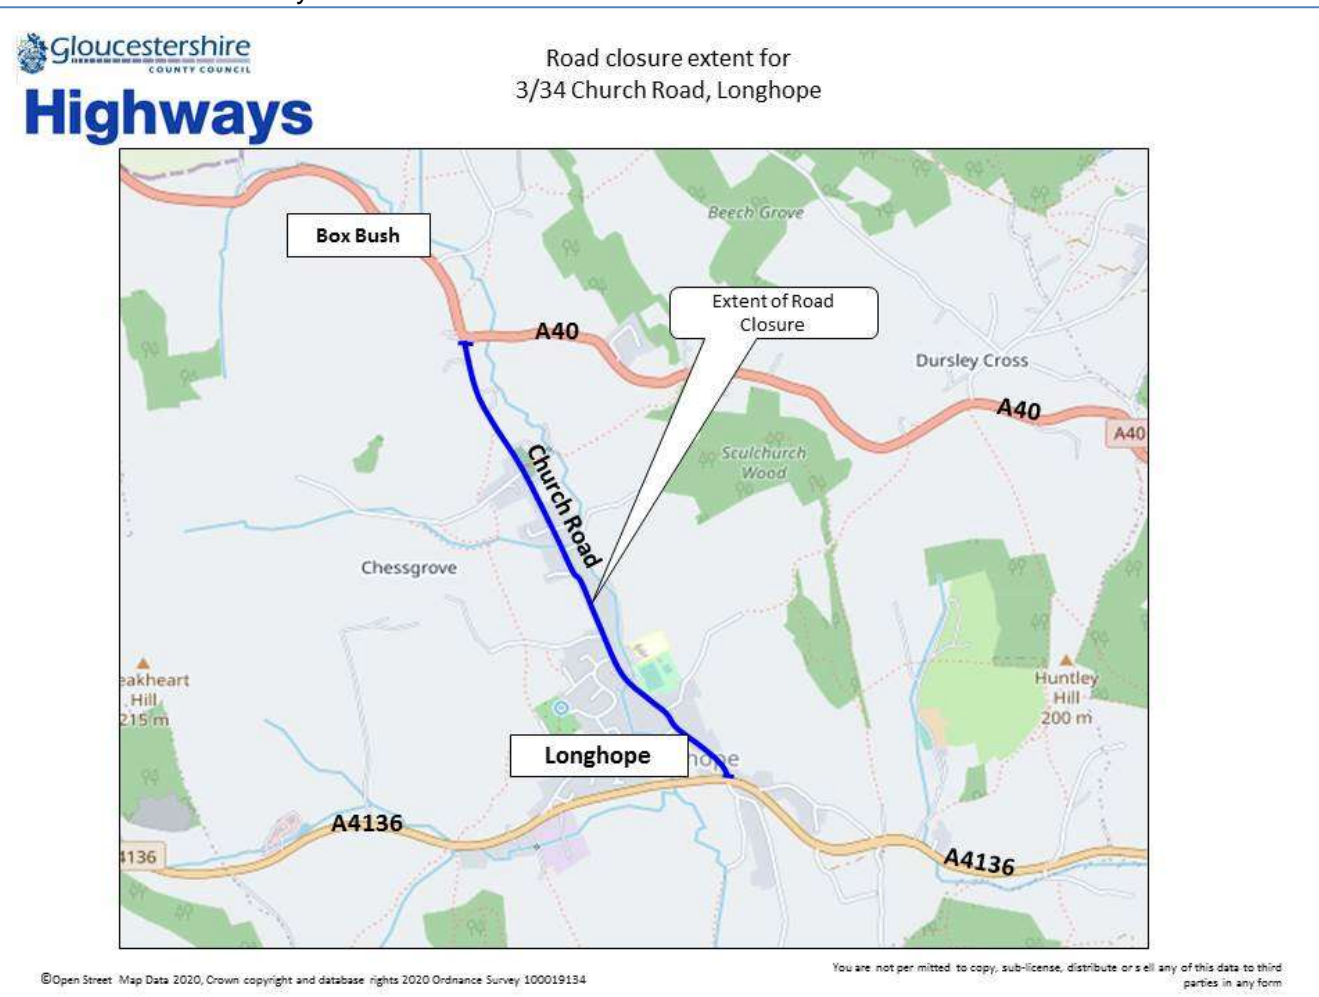 Gloucestershire
COUNTY COUNCIL
Highways
Road closure extent for
3/34 Church Road, Longhope
Beech Grove
Box Bush
Extent of Road
Closure
A40
Dursley Cross
A40
A40
Church Road
Sculchurch
Wood
Chessgrove
eakheart
Hill
215 m
Huntley
Hill
200 m
Longhope
hope
A4136
4136
A4136
©Open Street Map Data 2020, Crown copyright and database rights 2020 Ordnance Survey 100019134
You are not per mitted to copy, sub-license, distribute or s ell any of this data to third
parties in any form